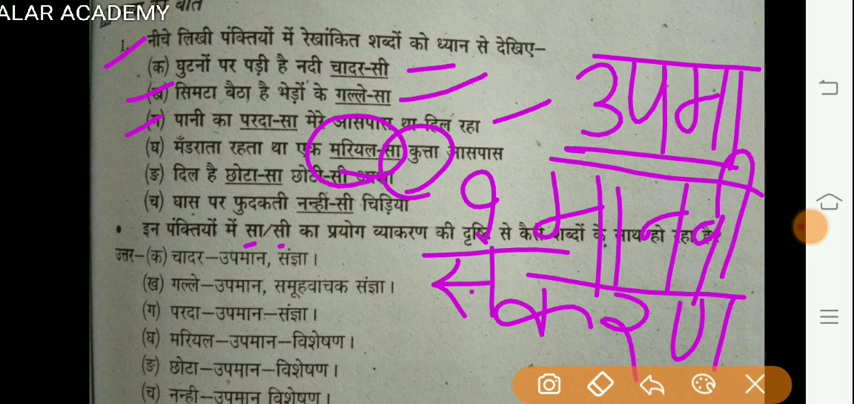 ALAR ACADEMY
बात
1. नीचे लिखी पंक्तियों में रेखांकित शब्दों को ध्यान से देखिए–
(क) घुटनों पर पड़ी है नदी चादर-सी
(ख) सिमटा बैठा है भेड़ों के गल्ले-सा
(ग) पानी का परदा-सा मेरे आसपास था हिल रहा
(घ) मँडराता रहता था एक मरियल-सा कुत्ता आसपास
(ङ) दिल है छोटा-सा छोटी-सी आशा
(च) घास पर फुदकती नन्हीं-सी चिड़िया
• इन पंक्तियों में सा/सी का प्रयोग व्याकरण की दृष्टि से कैसे शब्दों के साथ हो रहा है
उत्तर–(क) चादर–उपमान, संज्ञा।
(ख) गल्ले–उपमान, समूहवाचक संज्ञा।
(ग) परदा–उपमान–संज्ञा।
(घ) मरियल–उपमान–विशेषण।
(ङ) छोटा–उपमान–विशेषण।
(च) नन्ही–उपमान विशेषण।
उपमा